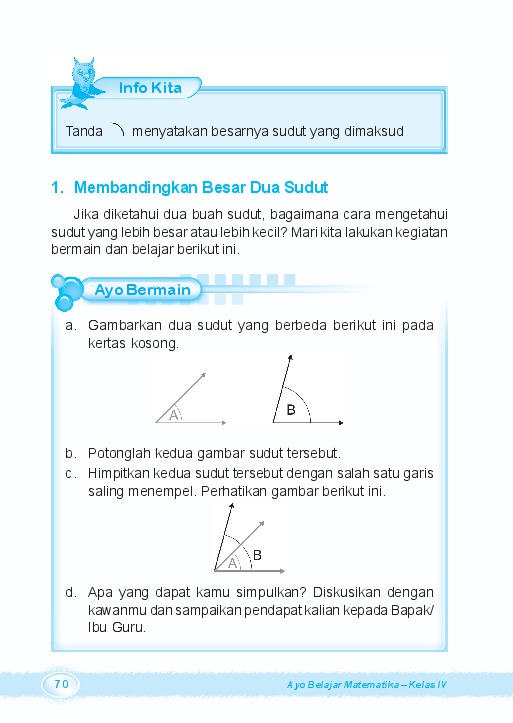 Info Kita
Tanda menyatakan besarnya sudut yang dimaksud
1. Membandingkan Besar Dua Sudut
Jika diketahui dua buah sudut, bagaimana cara mengetahui
sudut yang lebih besar atau lebih kecil? Mari kita lakukan kegiatan
bermain dan belajar berikut ini.
Ayo Bermain
a. Gambarkan dua sudut yang berbeda berikut ini pada
kertas kosong.
A
B
b. Potonglah kedua gambar sudut tersebut.
c. Himpitkan kedua sudut tersebut dengan salah satu garis
saling menempel. Perhatikan gambar berikut ini.
A
B
d. Apa yang dapat kamu simpulkan? Diskusikan dengan
kawanmu dan sampaikan pendapat kalian kepada Bapak/
Ibu Guru.
70
Ayo Belajar Matematika – Kelas IV